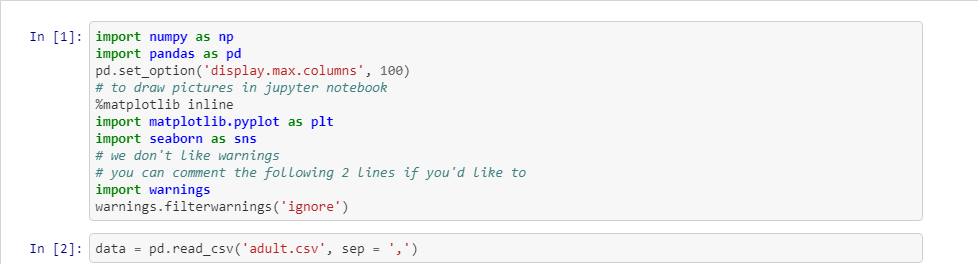 In [1]: import numpy as np
import pandas as pd
pd.set_option('display.max.columns', 100)
# to draw pictures in jupyter notebook
%matplotlib inline
import matplotlib.pyplot as plt
import seaborn as sns
# we don't like warnings
# you can comment the following 2 lines if you'd like to
import warnings
warnings.filterwarnings('ignore')
In [2]: data = pd.read_csv('adult.csv', sep = ',')